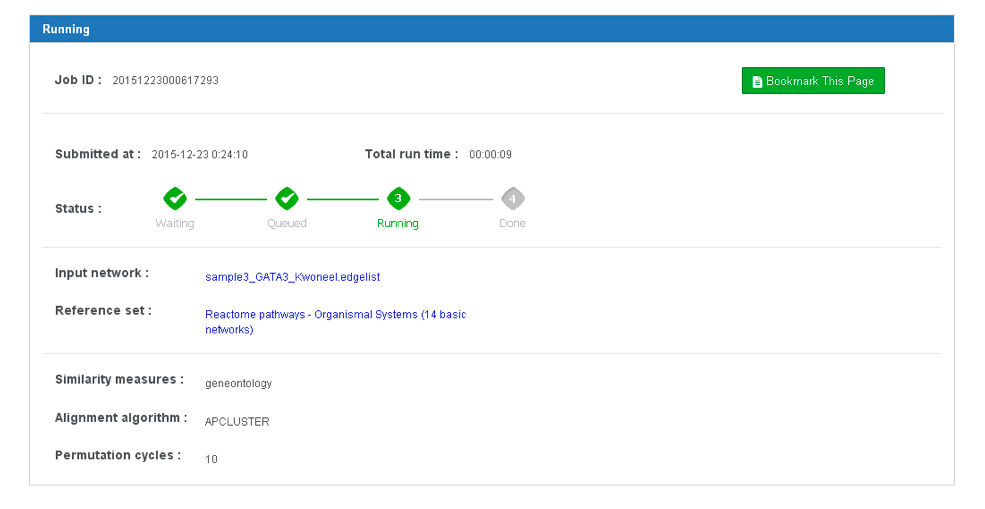 Running
Job ID : 20151223000617293
Bookmark This Page
Submitted at : 2015-12-23 0:24:10 Total run time : 00:00:09
Status :
3 4
Waiting Queued Running Done
Input network : sample3_GATA3_Kwoneel.edgelist
Reference set : Reactome pathways - Organismal Systems (14 basic
networks)
Similarity measures : geneontology
Alignment algorithm : APCLUSTER
Permutation cycles : 10